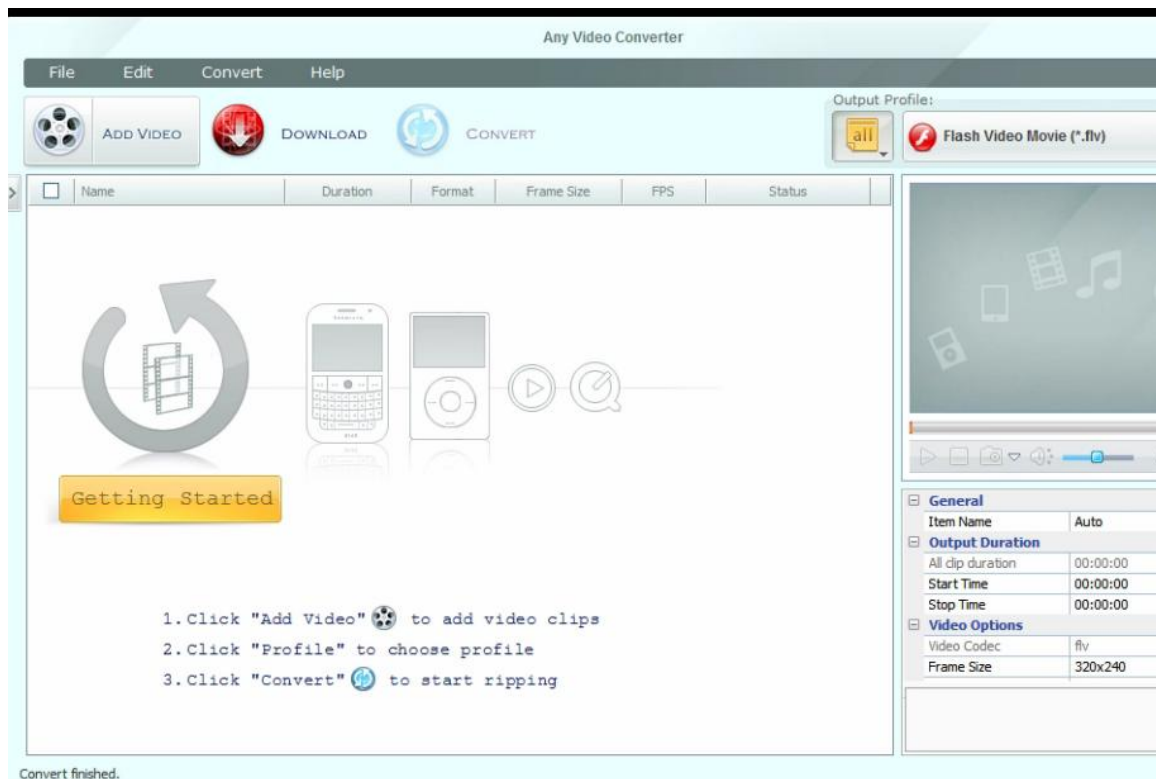 Any Video Converter
File Edit Convert Help
Output Profile:
ADD VIDEO DOWNLOAD CONVERT all Flash Video Movie (*.flv)
Name Duration Format Frame Size FPS Status
Getting Started
1.Click "Add Video" to add video clips
2.Click "Profile" to choose profile
3.Click "Convert" to start ripping
General
Item Name Auto
Output Duration
All clip duration 00:00:00
Start Time 00:00:00
Stop Time 00:00:00
Video Options
Video Codec flv
Frame Size 320x240
Convert finished.